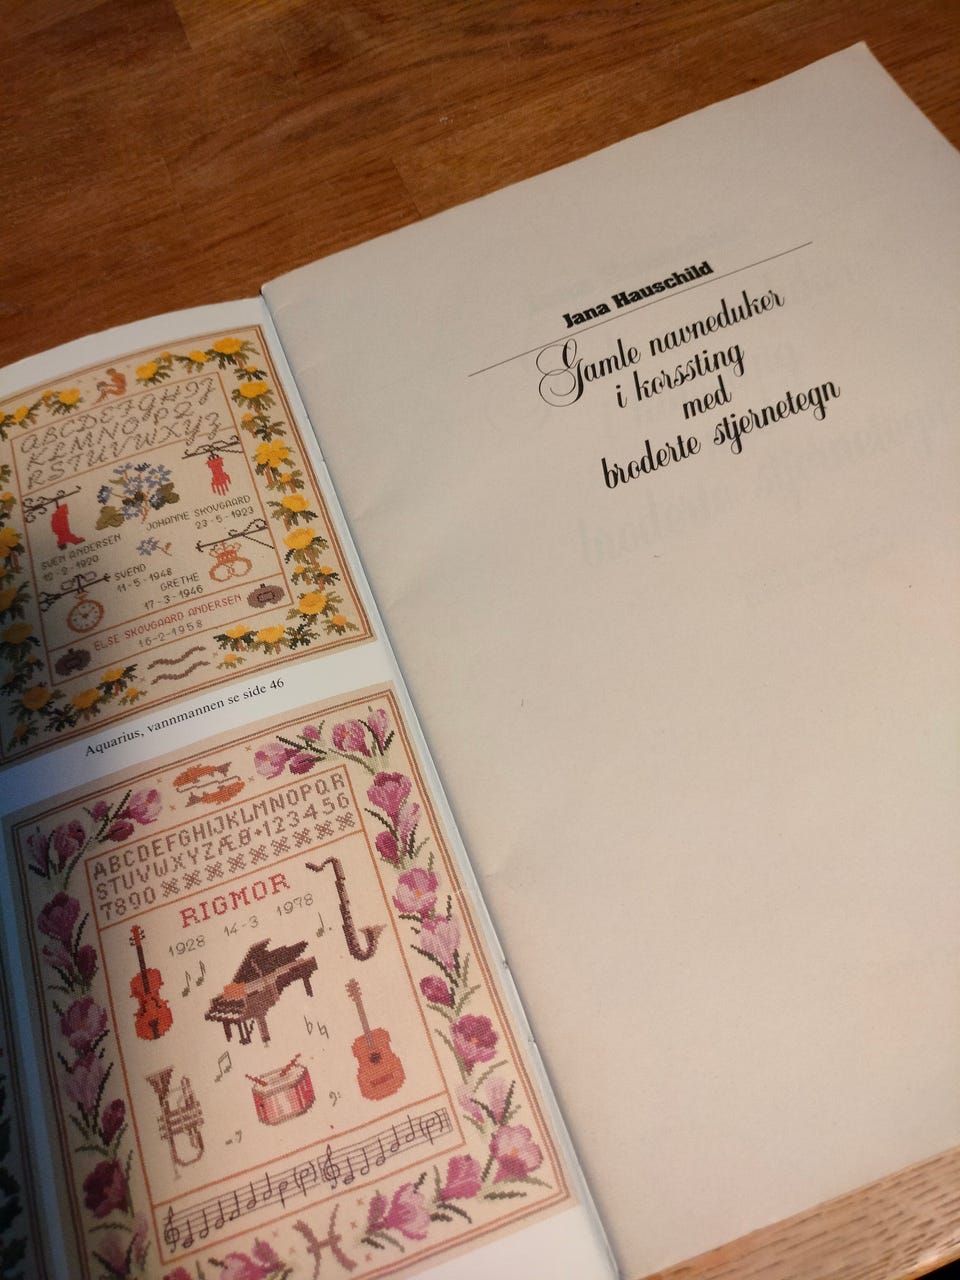 ABCDEFGHIJ
KLMNOPQ
RSTUVWXYZ
JOHANNE SKOVGAARD
23-5-1923
SVEN ANDERSEN
12-2-1920
SVEND
11-5-1948
GRETHE
17-3-1946
ELSE SKOVGAARD ANDERSEN
16-2-1958
Aquarius, vannmannen se side 46
ABCDEFGHIJKLMNOPQR
STUVWXYZÆØ+123456
7890
RIGMOR
1928 14-3 1978
Jana Hauschild
Gamle navneduker
i korssting
med
broderte stjernetegn